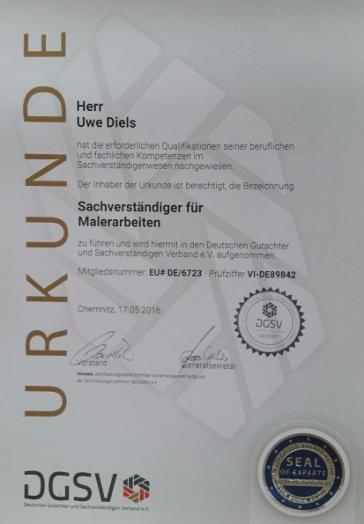 URKUNDE
Herr
Uwe Diels
hat die erforderlichen Qualifikationen seiner beruflichen
und fachlichen Kompetenzen im
Sachverständigenwesen nachgewiesen.
Der Inhaber der Urkunde ist berechtigt, die Bezeichnung
Sachverständiger für
Malerarbeiten
zu führen und wird hiermit in den Deutschen Gutachter
und Sachverständigen Verband e.V. aufgenommen.
Mitgliedsnummer: EU# DE/6723 - Prüfziffer VI-DE89842
Chemnitz, 17.05.2016
DGSV
Vorstand
Generalsekretär
DGSV
Deutscher Gutachter und Sachverständigen Verband e.V.
SEAL
OF EXPERTS